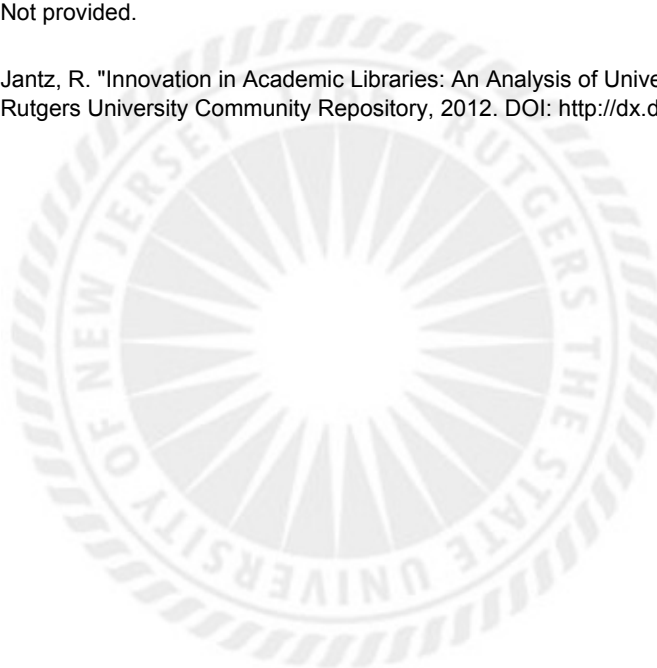 Not provided.
Jantz, R. "Innovation in Academic Libraries: An Analysis of Unive
Rutgers University Community Repository, 2012. DOI: http://dx.d
RUTGERS THE STATE UNIVERSITY OF NEW JERSEY